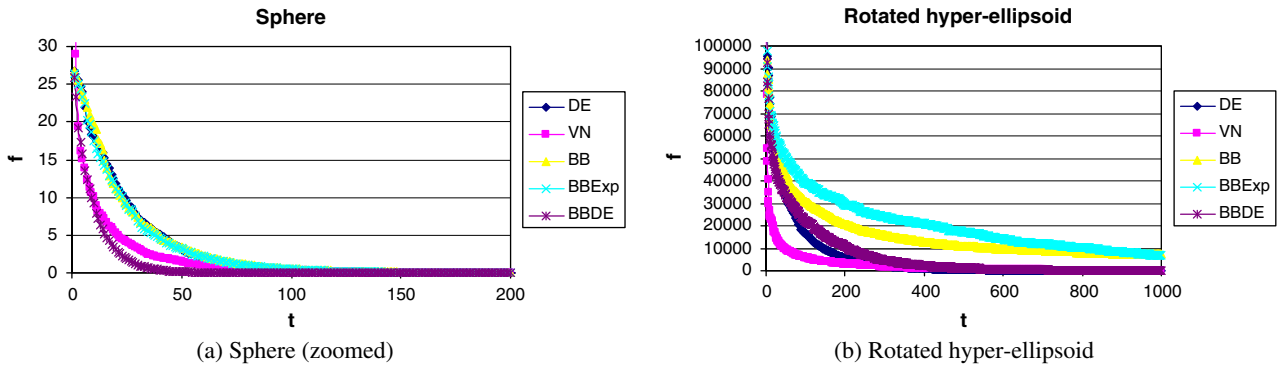 Sphere
30
25
20
15
10
5
0
f
0 50 100 150 200
t
DE
VN
BB
BBExp
BBDE
(a) Sphere (zoomed)
Rotated hyper-ellipsoid
100000
90000
80000
70000
60000
50000
40000
30000
20000
10000
0
f
0 200 400 600 800 1000
t
DE
VN
BB
BBExp
BBDE
(b) Rotated hyper-ellipsoid